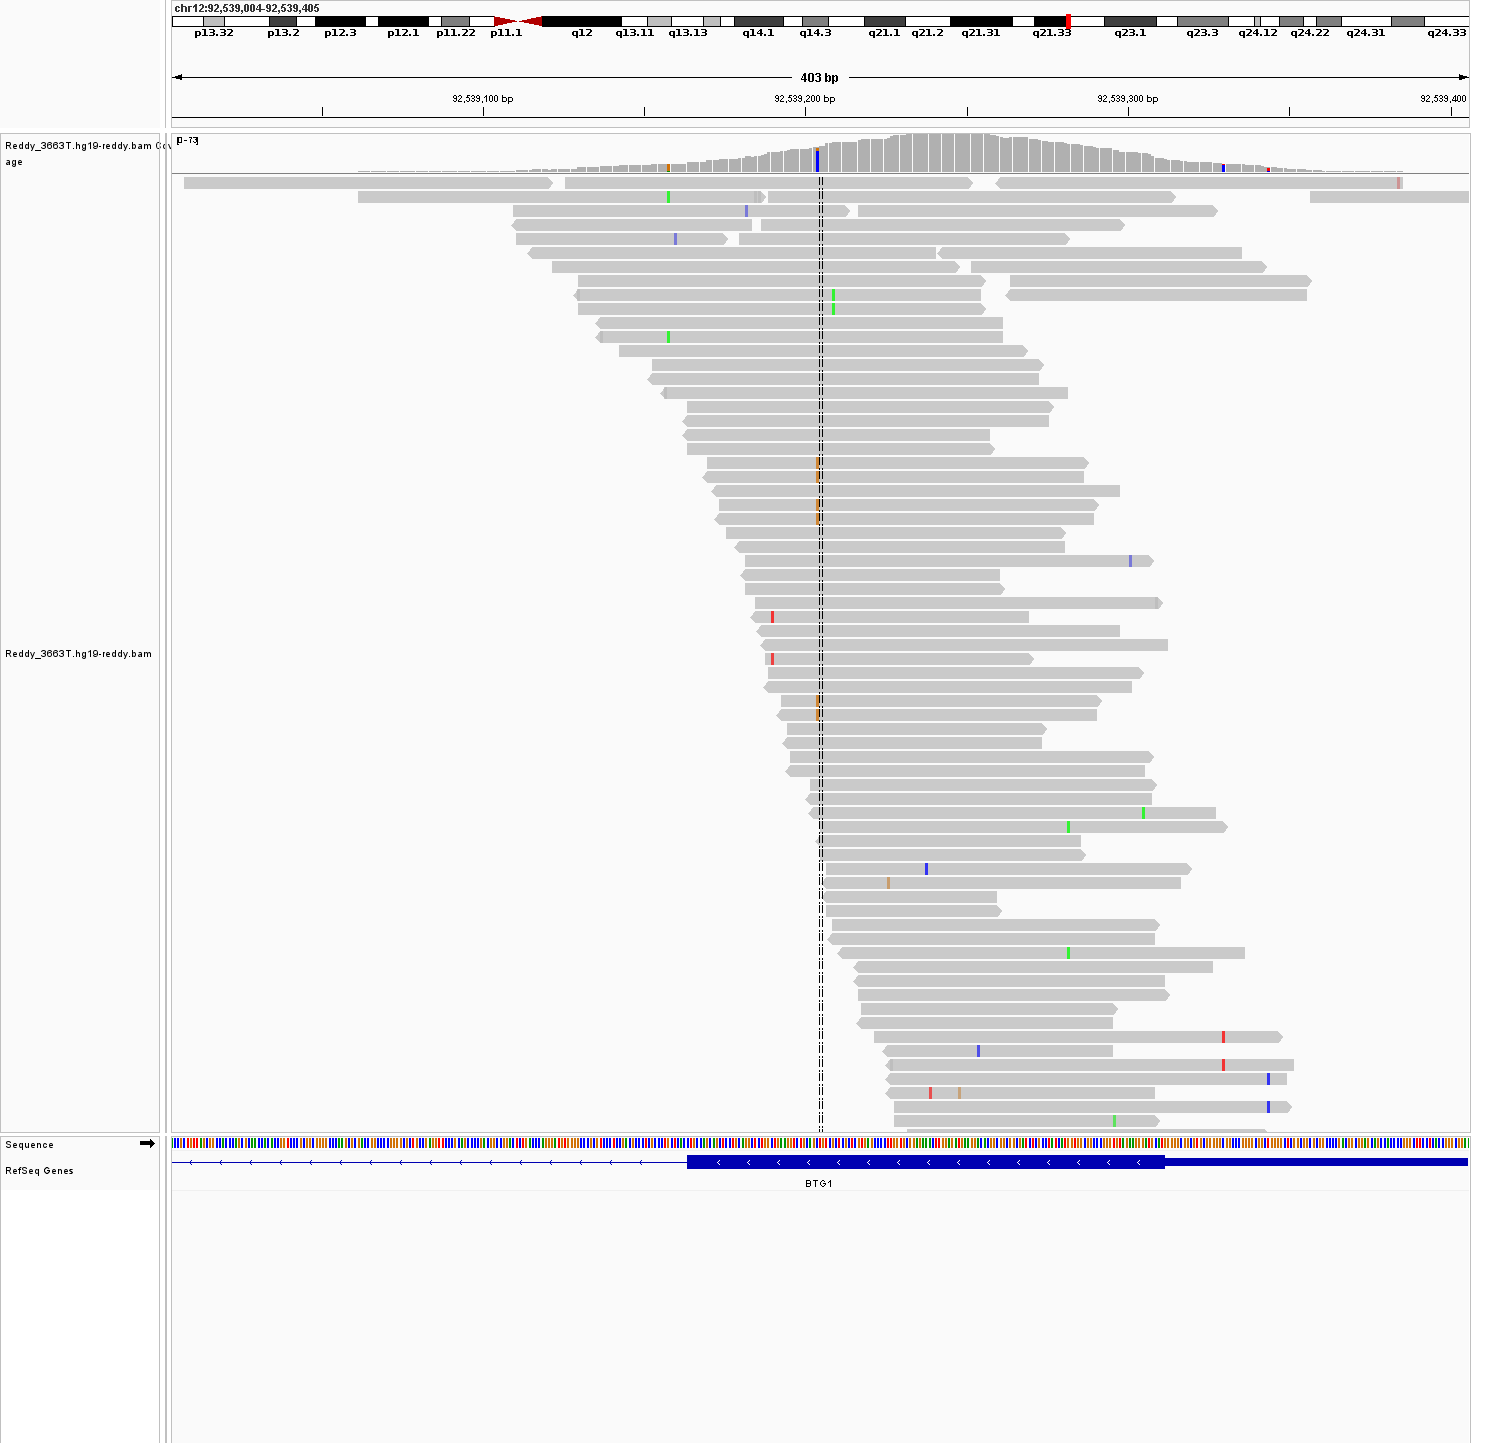 chr12:92,539,004-92,539,405
p13.32 p13.2 p12.3 p12.1 p11.22 p11.1 q12 q13.11 q13.13 q14.1 q14.3 q21.1 q21.2 q21.31 q21.33 q23.1 q23.3 q24.12 q24.22 q24.31 q24.33
403 bp
92,539,100 bp 92,539,200 bp 92,539,300 bp 92,539,400
[0-73]
Reddy_3663T.hg19-reddy.bam Cov
age
Reddy_3663T.hg19-reddy.bam
Sequence
RefSeq Genes
BTG1